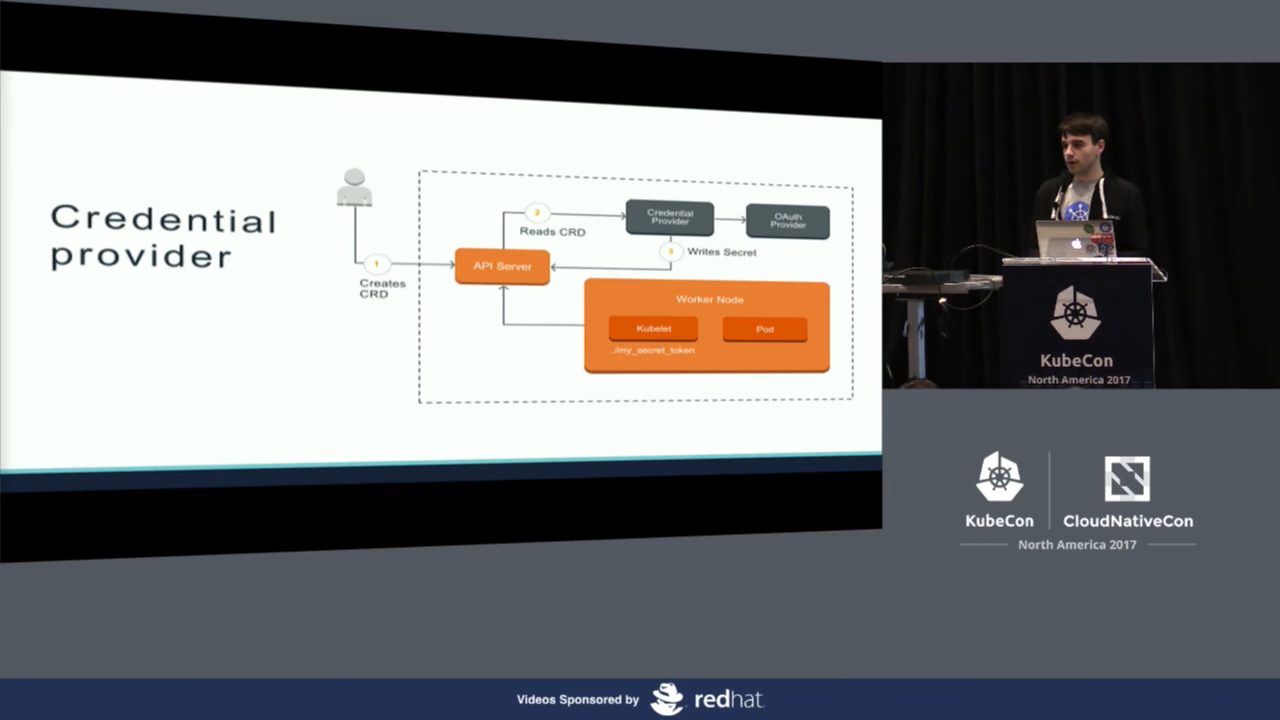 Credential
provider
1
Creates
CRD
API Server
2
Reads CRD
Credential
Provider
OAuth
Provider
3
Writes Secret
Worker Node
Kubelet
Pod
../my_secret_token
KubeCon
North America 2017
KubeCon
CloudNativeCon
North America 2017
Videos Sponsored by
redhat